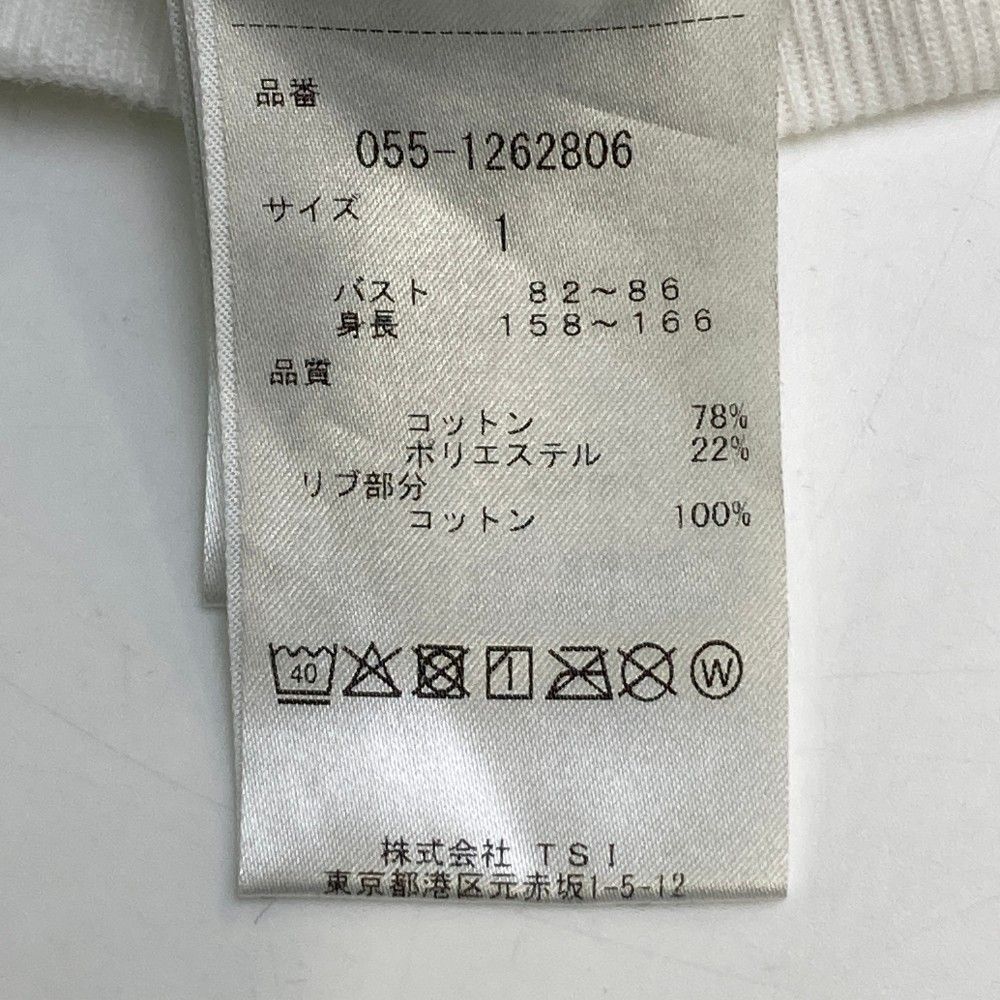 品番
055-1262806
サイズ
1
バスト 82～86
身長 158～166
品質
コットン 78%
ポリエステル 22%
リブ部分
コットン 100%
40 1 W
株式会社 TSI
東京都港区元赤坂1-5-12